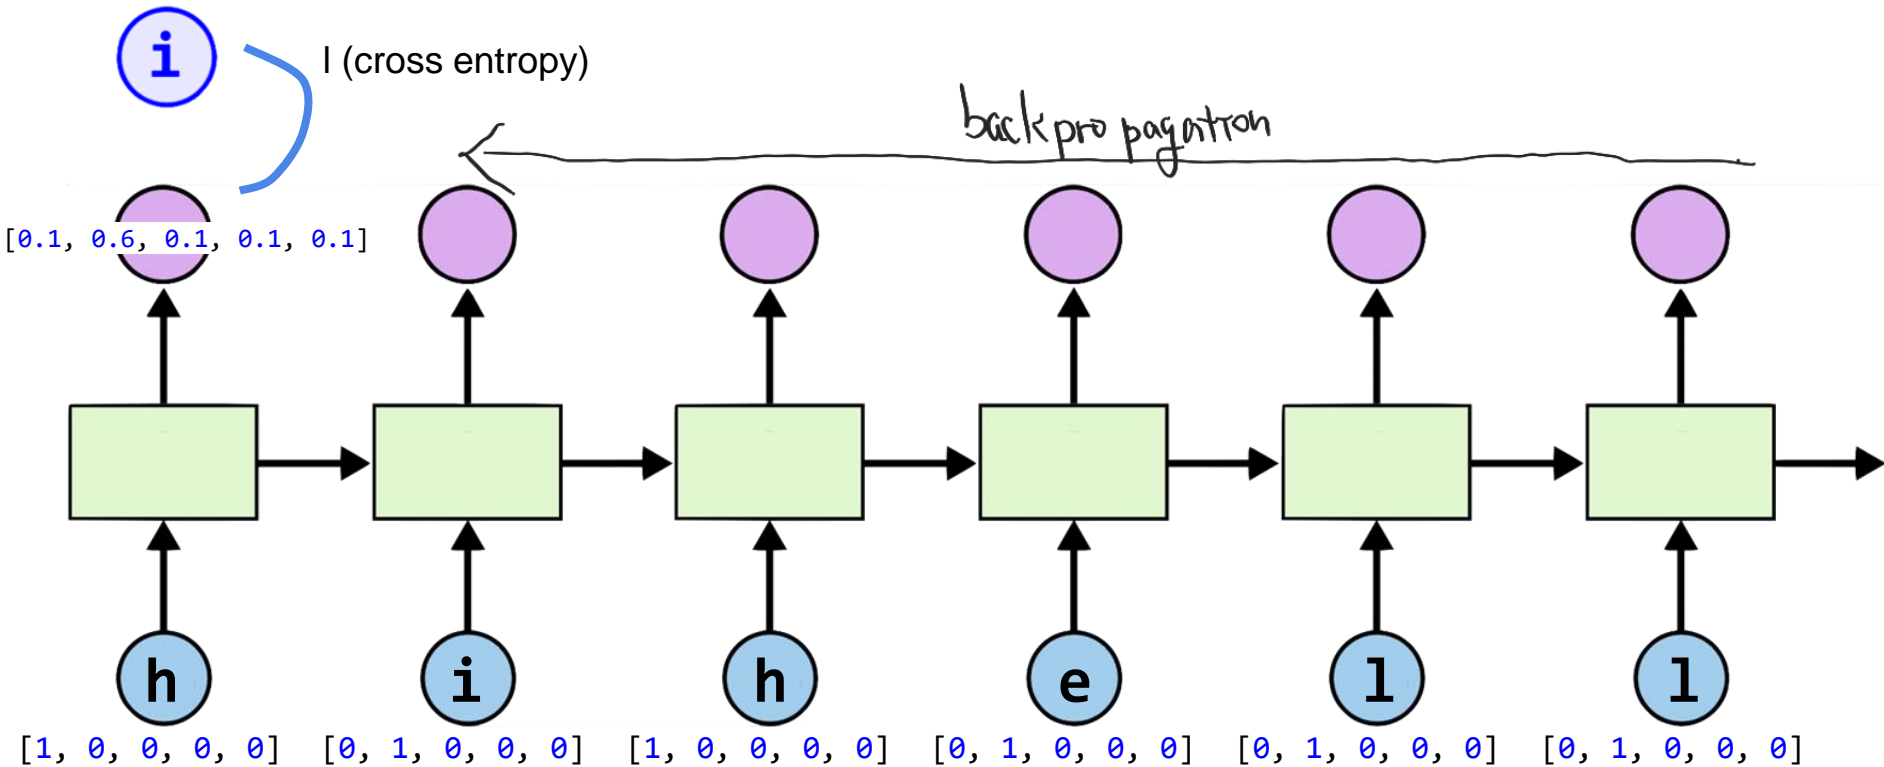 i
l (cross entropy)
backpropagation
[0.1, 0.6, 0.1, 0.1, 0.1]
h i h e l l
[1, 0, 0, 0, 0] [0, 1, 0, 0, 0] [1, 0, 0, 0, 0] [0, 1, 0, 0, 0] [0, 1, 0, 0, 0] [0, 1, 0, 0, 0]